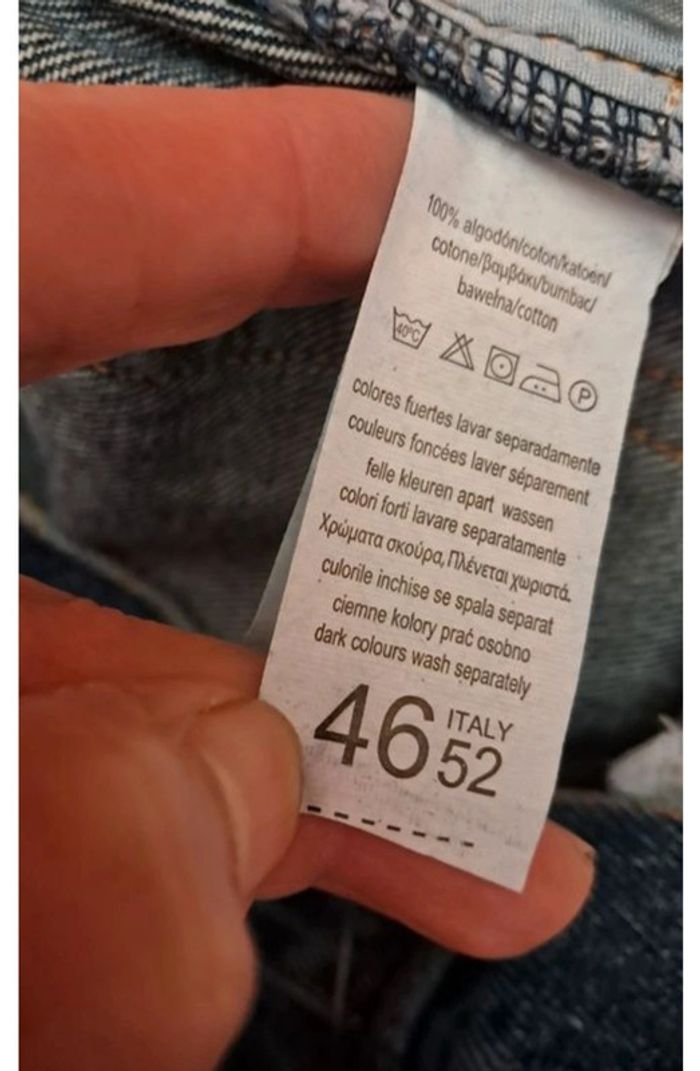 100% algodón/coton/katoen/
cotone/βαμβάκι/bumbac/
bawełna/cotton
40°C P
colores fuertes lavar separadamente
couleurs foncées laver séparement
felle kleuren apart wassen
colori forti lavare separatamente
Χρώματα σκούρα, Πλένεται χωριστά.
culorile inchise se spala separat
ciemne kolory prać osobno
dark colours wash separately
46 ITALY
52